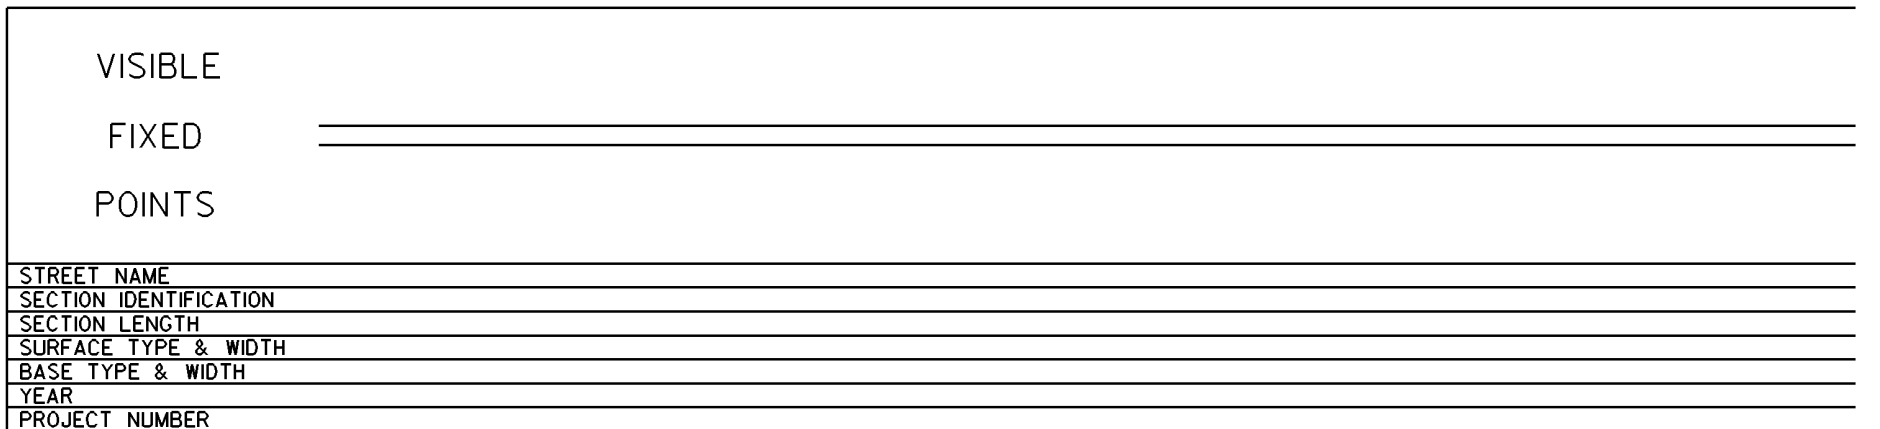 VISIBLE
FIXED
POINTS
STREET NAME
SECTION IDENTIFICATION
SECTION LENGTH
SURFACE TYPE & WIDTH
BASE TYPE & WIDTH
YEAR
PROJECT NUMBER